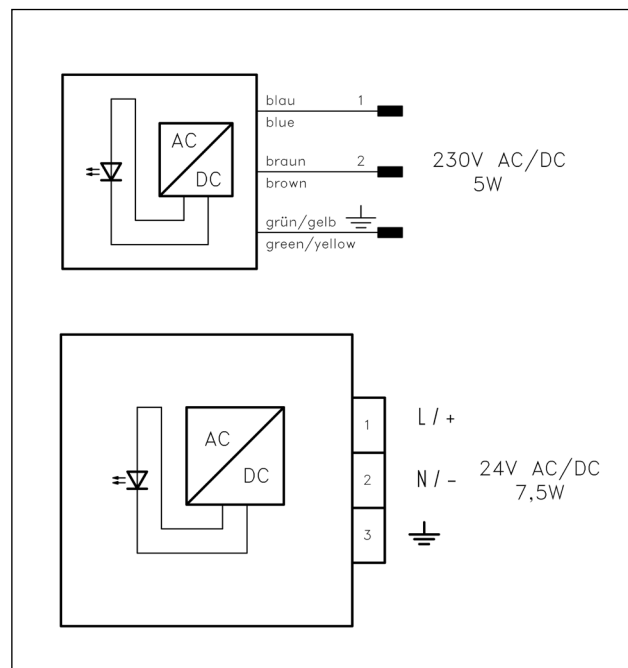 blau 1
blue
AC
DC
braun 2
brown
230V AC/DC
5W
grün/gelb
green/yellow
AC
DC
1 L / +
2 N / -
24V AC/DC
7,5W
3